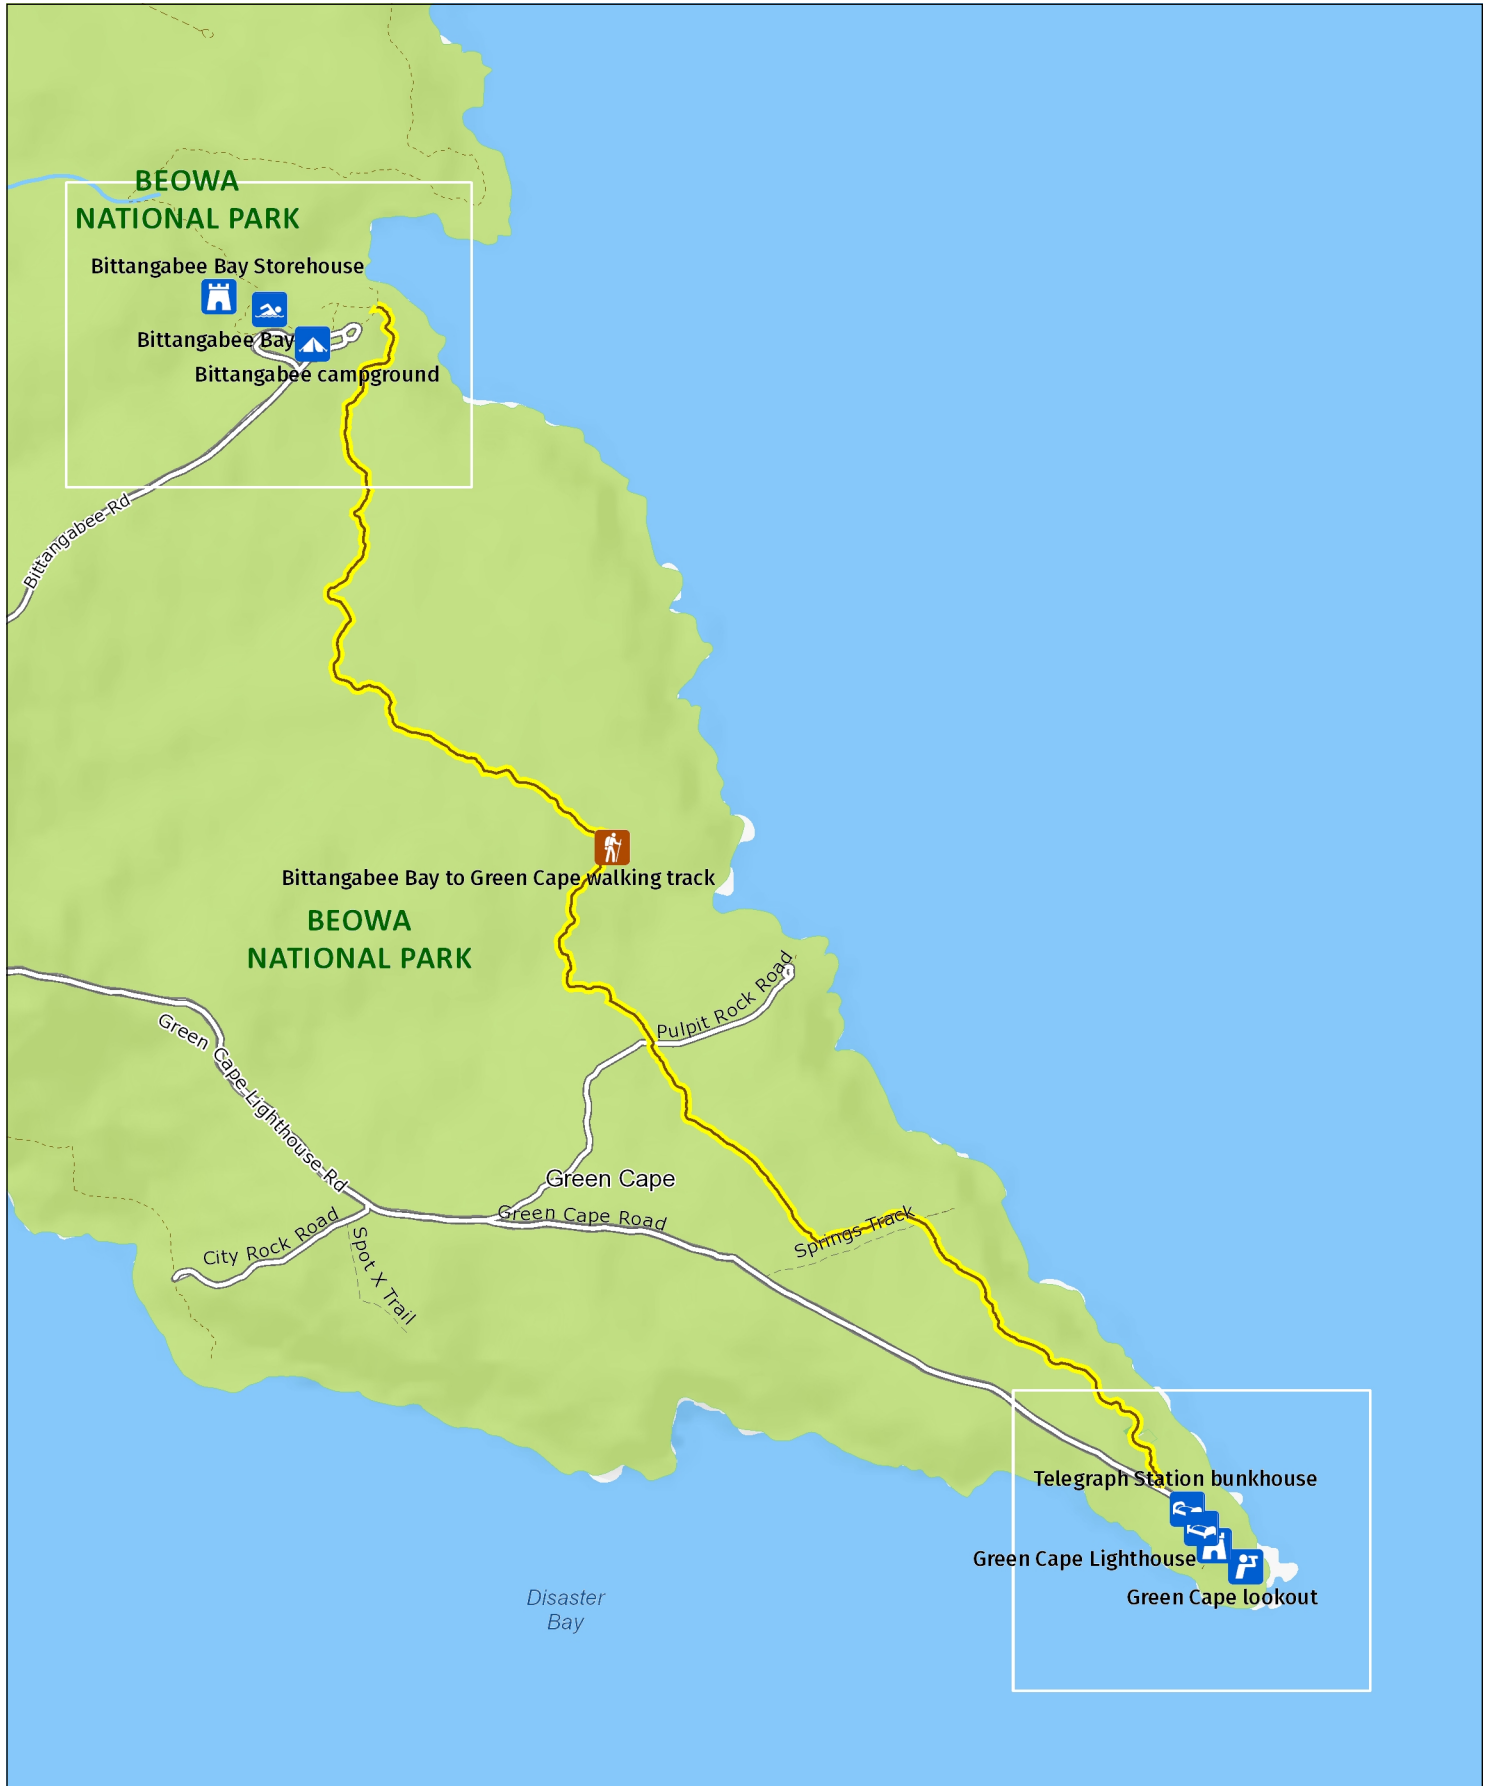 BEOWA
NATIONAL PARK
Bittangabee Bay Storehouse
Bittangabee Bay
Bittangabee campground
Bittangabee Rd
Bittangabee Bay to Green Cape walking track
BEOWA
NATIONAL PARK
Pulpit Rock Road
Green Cape Lighthouse Rd
Green Cape
Green Cape Road
City Rock Road
Spot X Trail
Springs Track
Telegraph Station bunkhouse
Green Cape Lighthouse
Green Cape lookout
Disaster
Bay